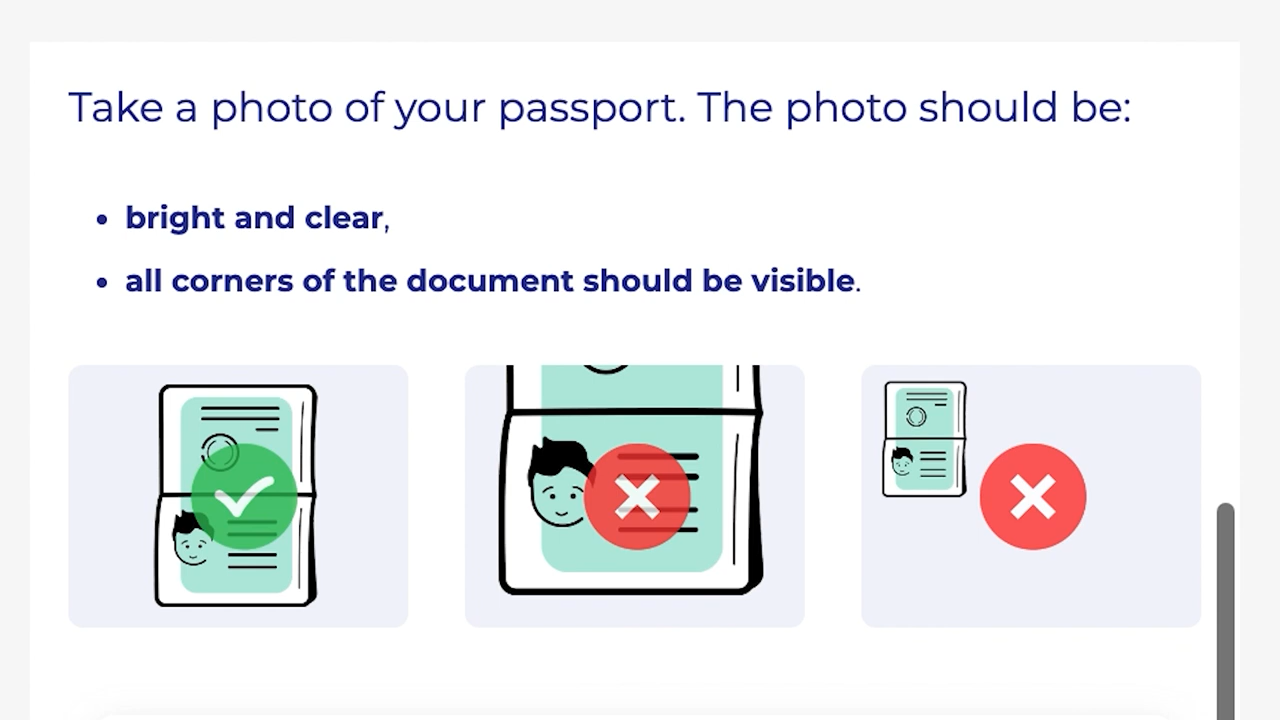 Take a photo of your passport. The photo should be:
bright and clear,
all corners of the document should be visible.